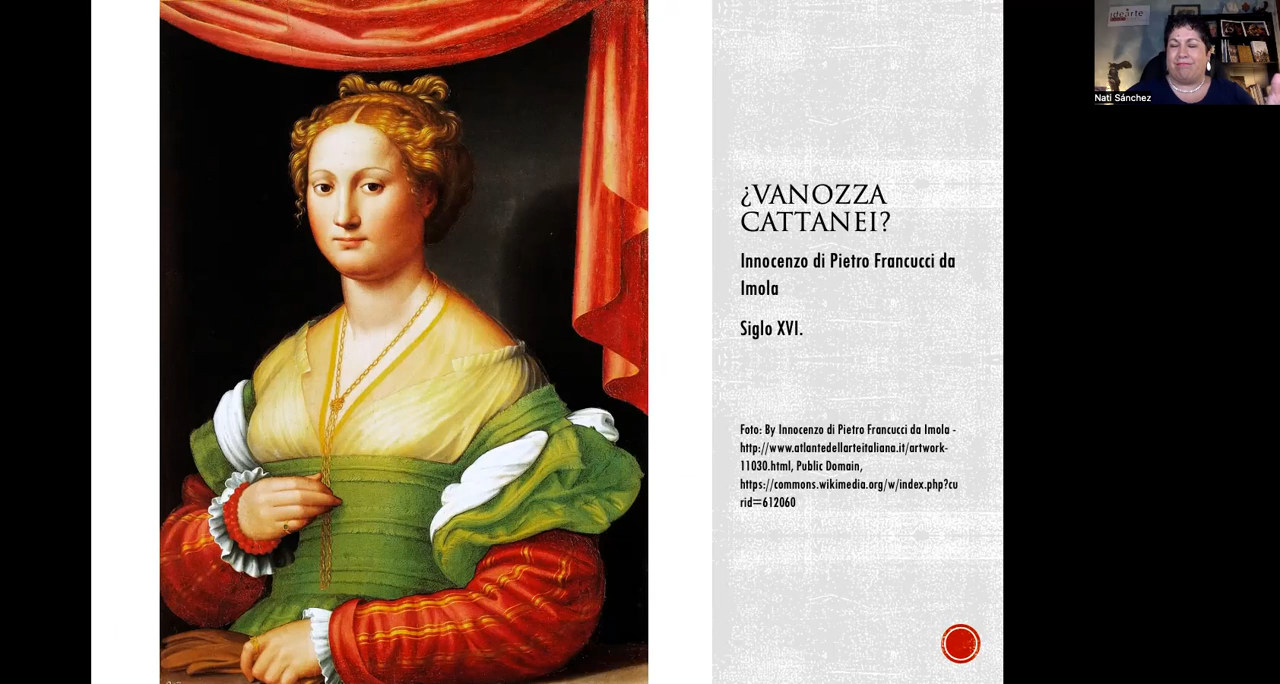 ¿VANOZZA
CATTANEI?
Innocenzo di Pietro Francucci da
Imola
Siglo XVI.
Foto: By Innocenzo di Pietro Francucci da Imola -
http://www.atlantedellarteitaliana.it/artwork-
11030.html, Public Domain,
https://commons.wikimedia.org/w/index.php?cu
rid=612060
idearte
Nati Sánchez